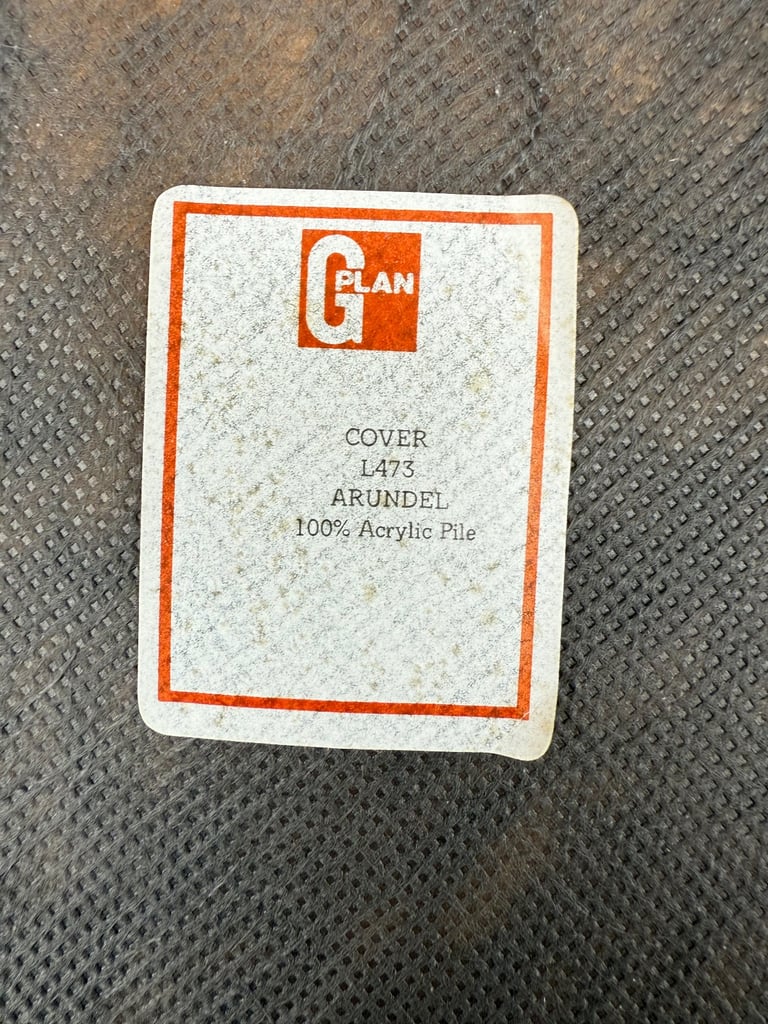 G PLAN
COVER
L473
ARUNDEL
100% Acrylic Pile